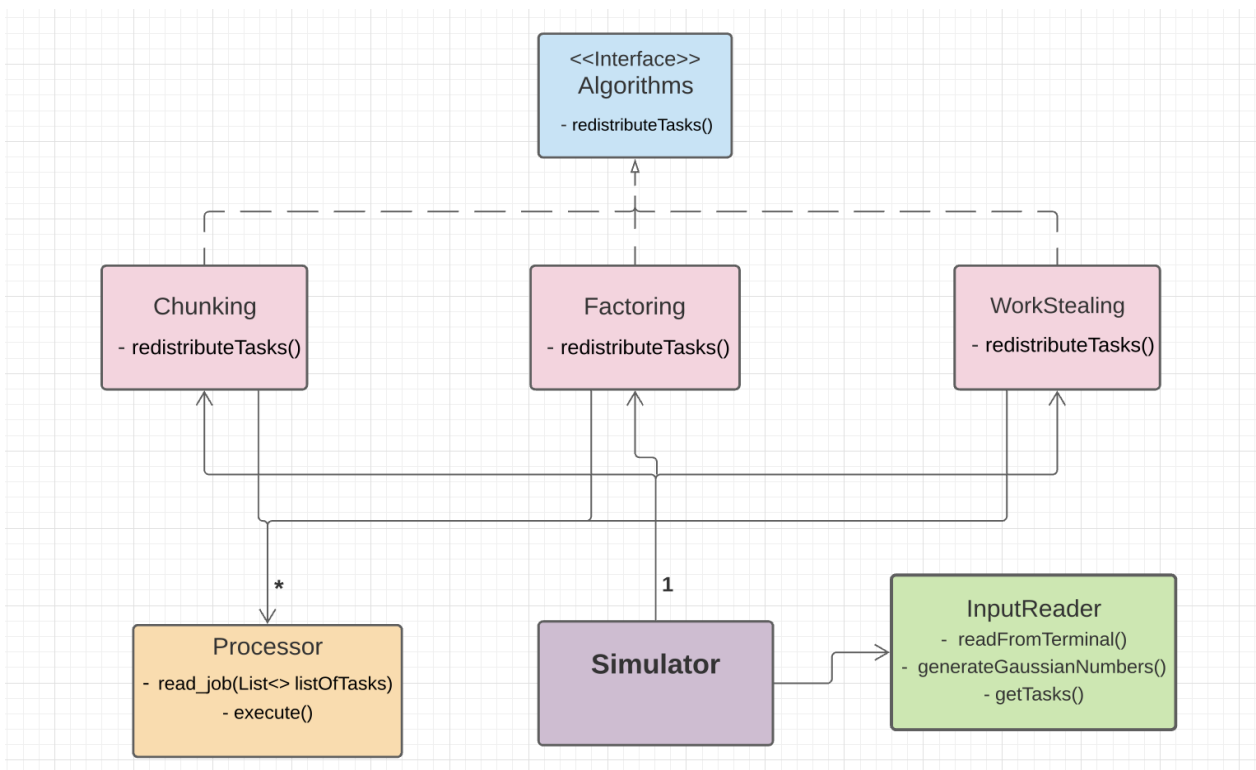 <<Interface>>
Algorithms
- redistributeTasks()
Chunking
- redistributeTasks()
Factoring
- redistributeTasks()
WorkStealing
- redistributeTasks()
*
1
Processor
- read_job(List<> listOfTasks)
- execute()
Simulator
InputReader
- readFromTerminal()
- generateGaussianNumbers()
- getTasks()